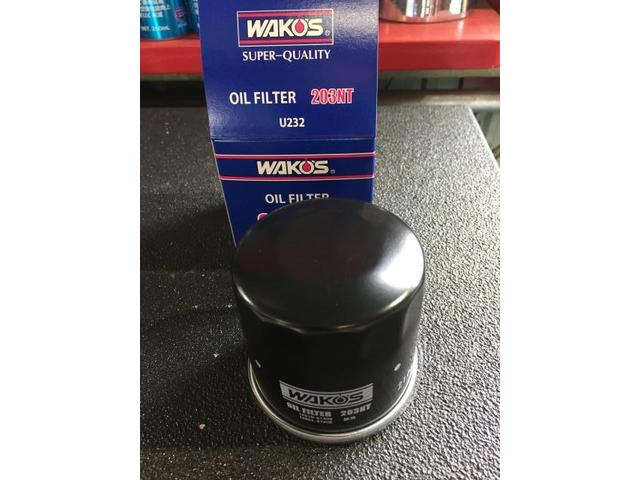 WAKO'S®
SUPER-QUALITY
OIL FILTER 203NT
U232
WAKO'S®
OIL FILTER
WAKO'S
OIL FILTER 203NT